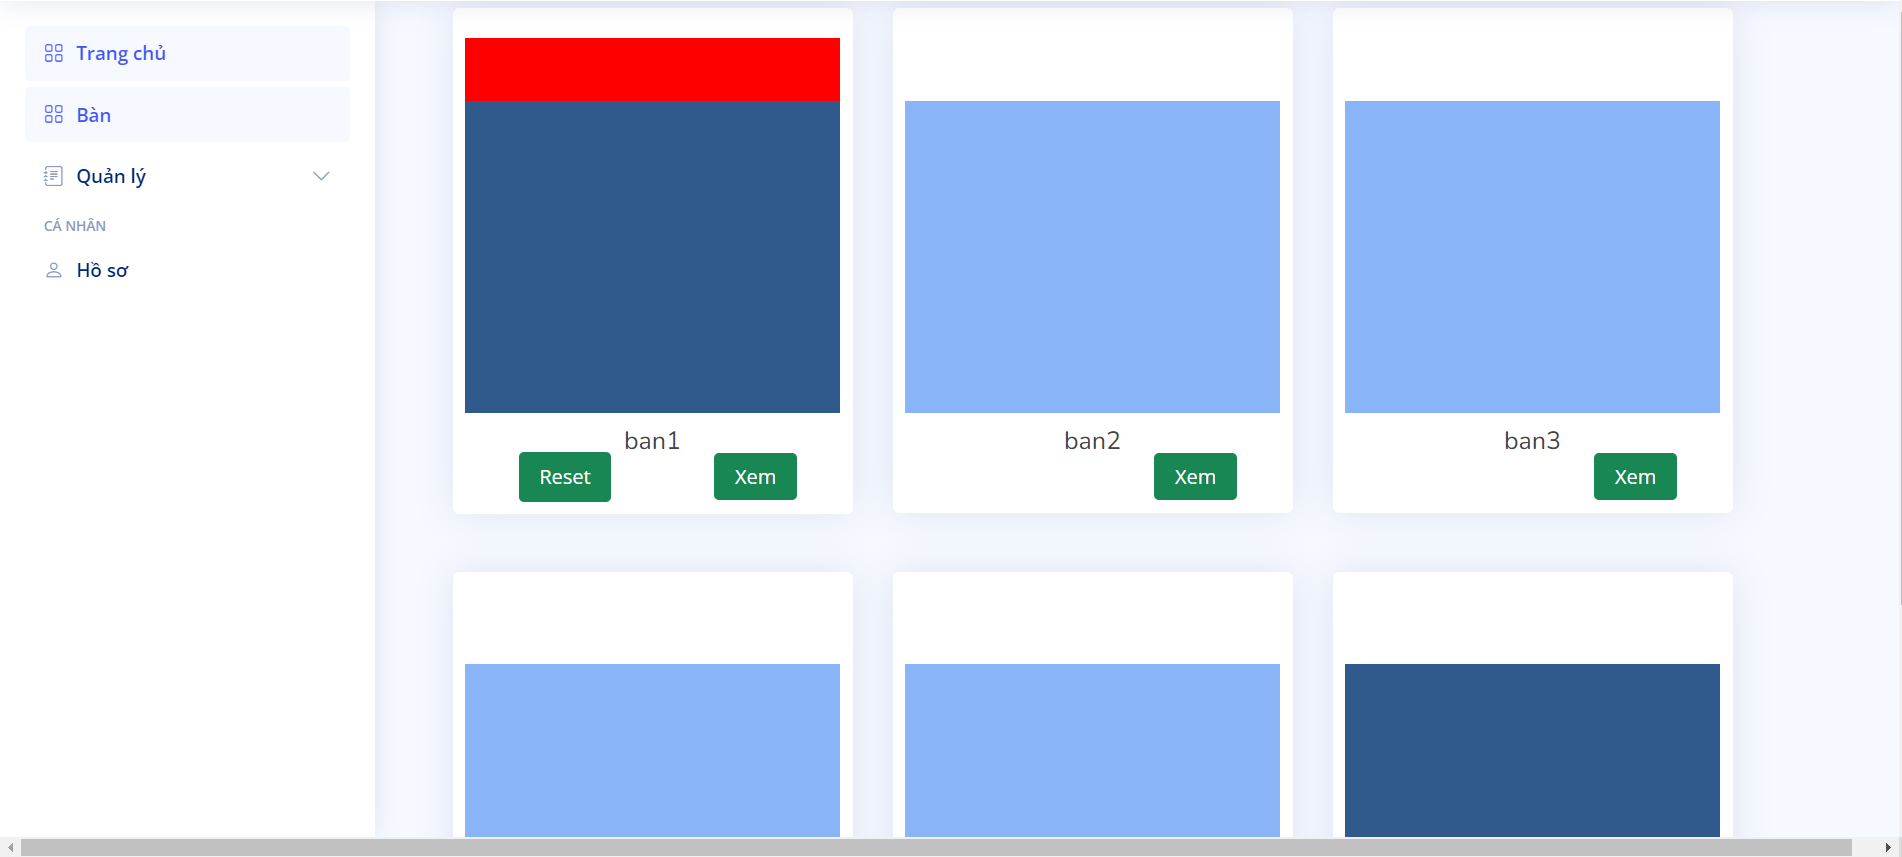 Trang chủ
Bàn
Quản lý
CÁ NHÂN
Hồ sơ
ban1
Reset
Xem
ban2
Xem
ban3
Xem